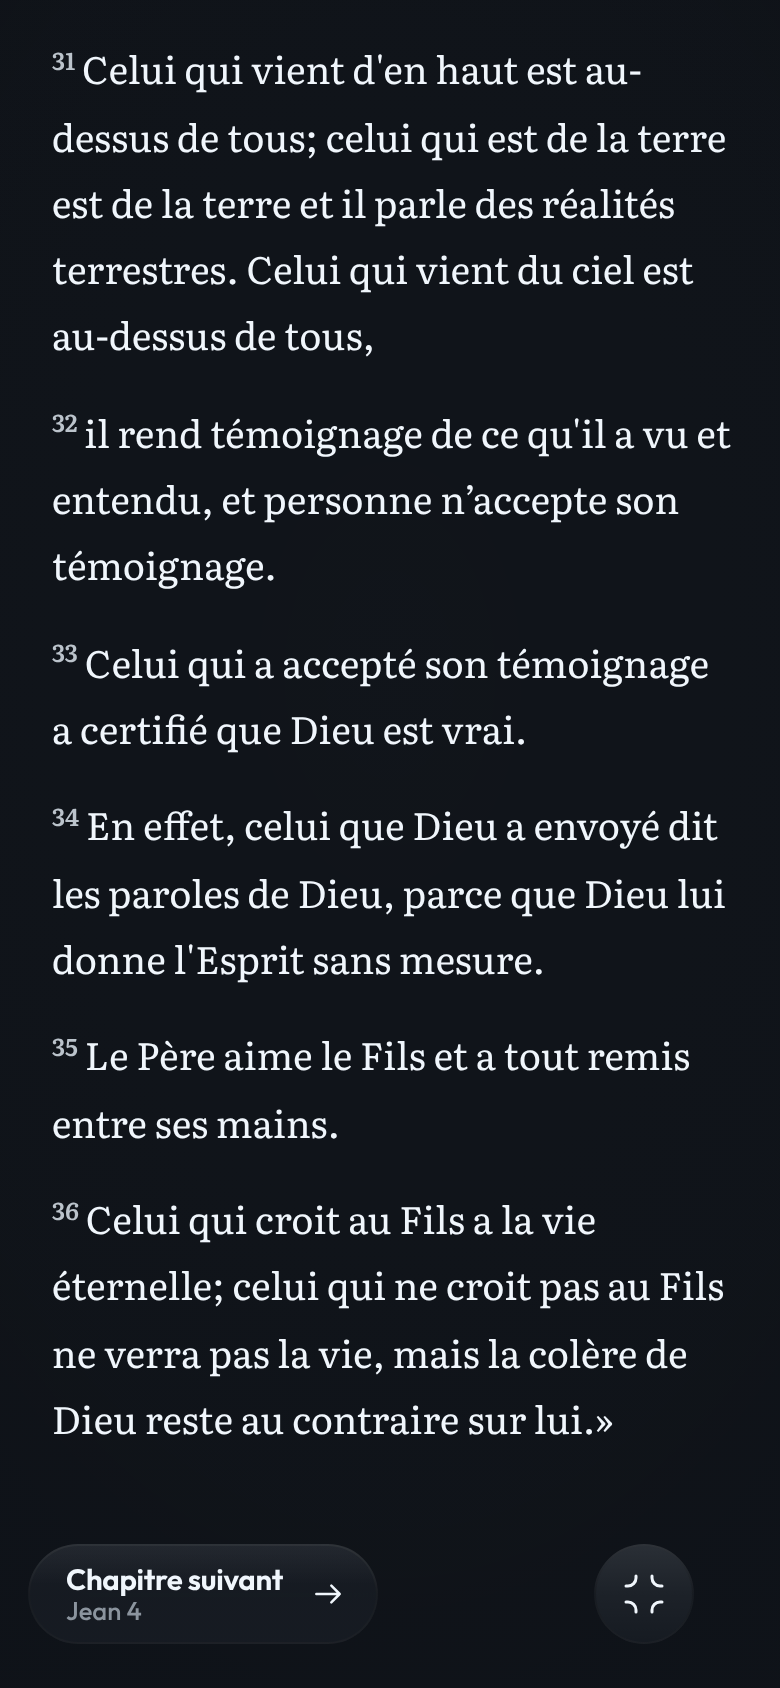 31 Celui qui vient d'en haut est au-
dessus de tous; celui qui est de la terre
est de la terre et il parle des réalités
terrestres. Celui qui vient du ciel est
au-dessus de tous,
32 il rend témoignage de ce qu'il a vu et
entendu, et personne n’accepte son
témoignage.
33 Celui qui a accepté son témoignage
a certifié que Dieu est vrai.
34 En effet, celui que Dieu a envoyé dit
les paroles de Dieu, parce que Dieu lui
donne l'Esprit sans mesure.
35 Le Père aime le Fils et a tout remis
entre ses mains.
36 Celui qui croit au Fils a la vie
éternelle; celui qui ne croit pas au Fils
ne verra pas la vie, mais la colère de
Dieu reste au contraire sur lui.»
Chapitre suivant
Jean 4